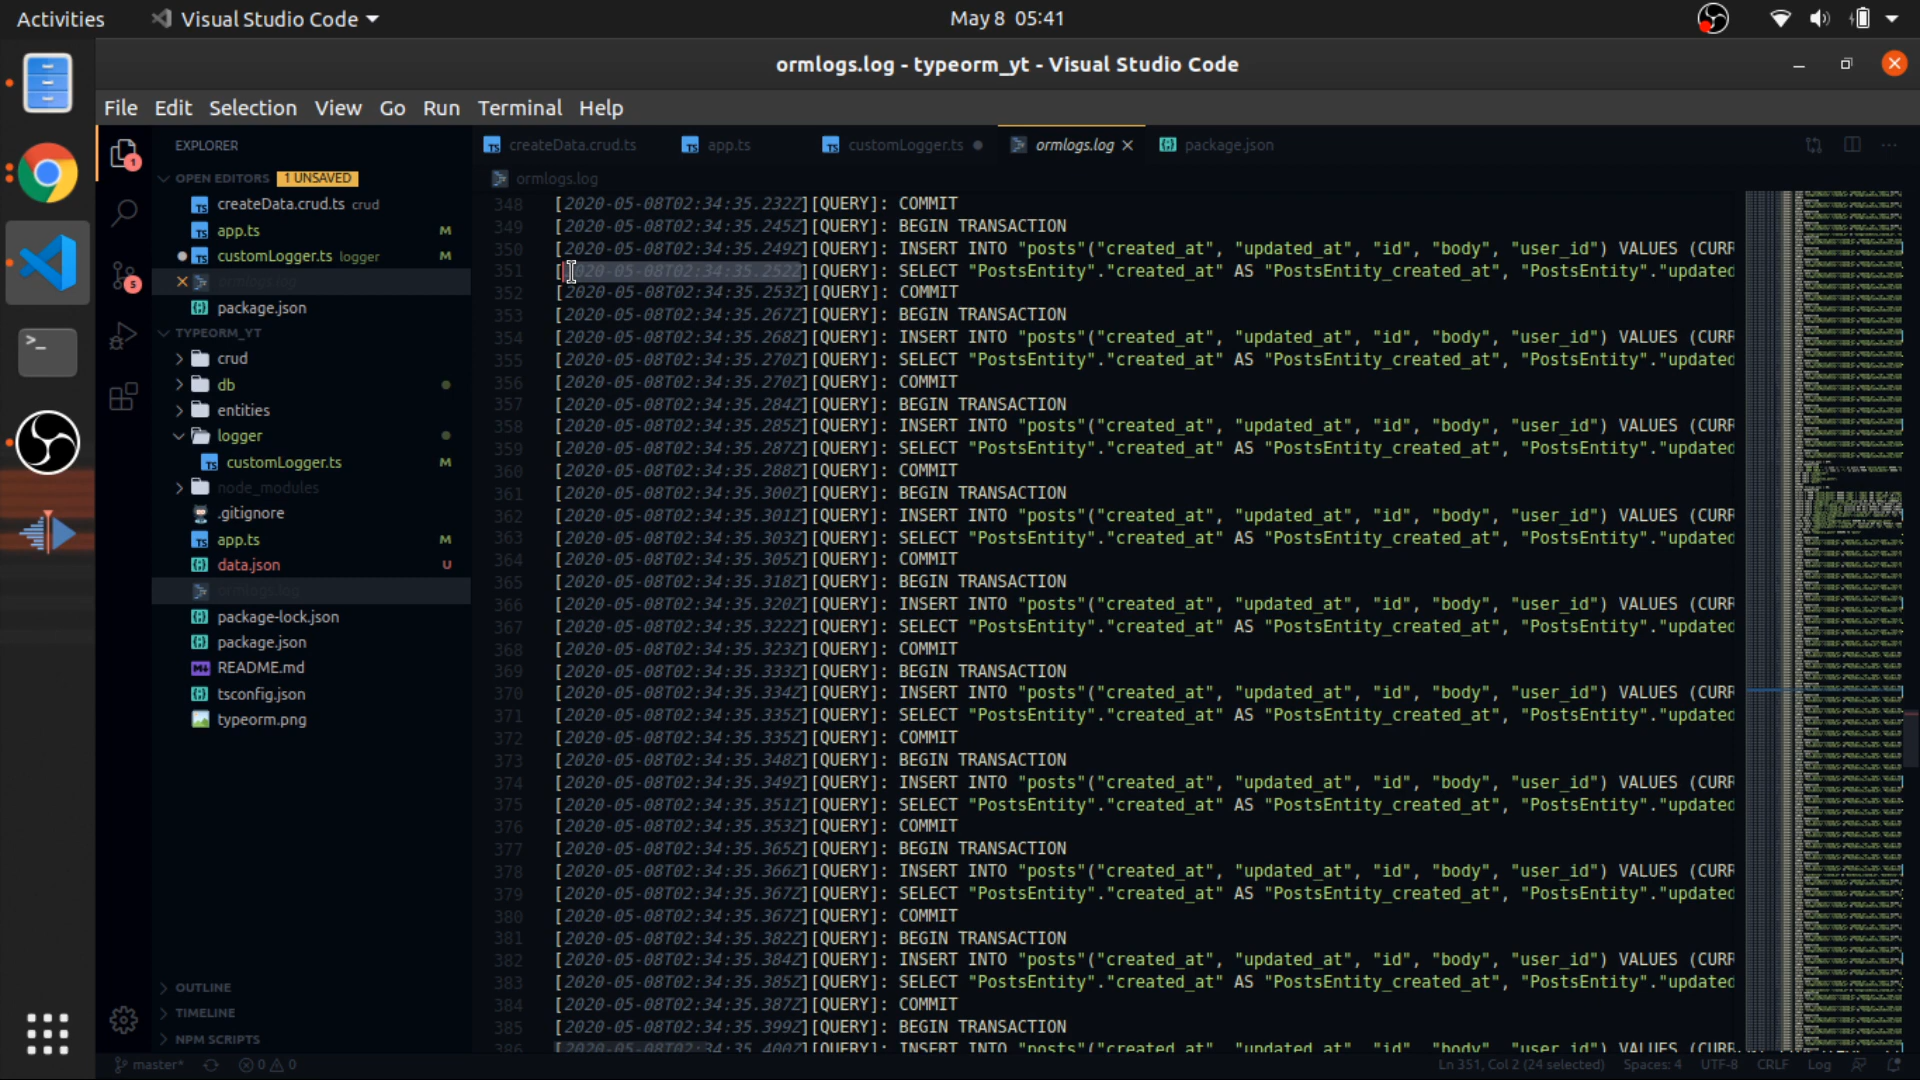 Activities
Visual Studio Code
May 8 05:41
ormlogs.log - typeorm_yt - Visual Studio Code
File Edit Selection View Go Run Terminal Help
EXPLORER
OPEN EDITORS 1 UNSAVED
createData.crud.ts crud
app.ts M
customLogger.ts logger M
ormlogs.log
package.json
TYPEORM_YT
crud
db
entities
logger
customLogger.ts M
node_modules
.gitignore
app.ts M
data.json U
ormlogs.log
package-lock.json
package.json
README.md
tsconfig.json
typeorm.png
OUTLINE
TIMELINE
NPM SCRIPTS
1
5
createData.crud.ts app.ts customLogger.ts ormlogs.log package.json
ormlogs.log
348 [2020-05-08T02:34:35.232Z][QUERY]: COMMIT
349 [2020-05-08T02:34:35.245Z][QUERY]: BEGIN TRANSACTION
350 [2020-05-08T02:34:35.249Z][QUERY]: INSERT INTO "posts"("created_at", "updated_at", "id", "body", "user_id") VALUES (CURR
351 [2020-05-08T02:34:35.252Z][QUERY]: SELECT "PostsEntity"."created_at" AS "PostsEntity_created_at", "PostsEntity"."updated
352 [2020-05-08T02:34:35.253Z][QUERY]: COMMIT
353 [2020-05-08T02:34:35.267Z][QUERY]: BEGIN TRANSACTION
354 [2020-05-08T02:34:35.268Z][QUERY]: INSERT INTO "posts"("created_at", "updated_at", "id", "body", "user_id") VALUES (CURR
355 [2020-05-08T02:34:35.270Z][QUERY]: SELECT "PostsEntity"."created_at" AS "PostsEntity_created_at", "PostsEntity"."updated
356 [2020-05-08T02:34:35.270Z][QUERY]: COMMIT
357 [2020-05-08T02:34:35.284Z][QUERY]: BEGIN TRANSACTION
358 [2020-05-08T02:34:35.285Z][QUERY]: INSERT INTO "posts"("created_at", "updated_at", "id", "body", "user_id") VALUES (CURR
359 [2020-05-08T02:34:35.287Z][QUERY]: SELECT "PostsEntity"."created_at" AS "PostsEntity_created_at", "PostsEntity"."updated
360 [2020-05-08T02:34:35.288Z][QUERY]: COMMIT
361 [2020-05-08T02:34:35.300Z][QUERY]: BEGIN TRANSACTION
362 [2020-05-08T02:34:35.301Z][QUERY]: INSERT INTO "posts"("created_at", "updated_at", "id", "body", "user_id") VALUES (CURR
363 [2020-05-08T02:34:35.303Z][QUERY]: SELECT "PostsEntity"."created_at" AS "PostsEntity_created_at", "PostsEntity"."updated
364 [2020-05-08T02:34:35.305Z][QUERY]: COMMIT
365 [2020-05-08T02:34:35.318Z][QUERY]: BEGIN TRANSACTION
366 [2020-05-08T02:34:35.320Z][QUERY]: INSERT INTO "posts"("created_at", "updated_at", "id", "body", "user_id") VALUES (CURR
367 [2020-05-08T02:34:35.322Z][QUERY]: SELECT "PostsEntity"."created_at" AS "PostsEntity_created_at", "PostsEntity"."updated
368 [2020-05-08T02:34:35.323Z][QUERY]: COMMIT
369 [2020-05-08T02:34:35.333Z][QUERY]: BEGIN TRANSACTION
370 [2020-05-08T02:34:35.334Z][QUERY]: INSERT INTO "posts"("created_at", "updated_at", "id", "body", "user_id") VALUES (CURR
371 [2020-05-08T02:34:35.335Z][QUERY]: SELECT "PostsEntity"."created_at" AS "PostsEntity_created_at", "PostsEntity"."updated
372 [2020-05-08T02:34:35.335Z][QUERY]: COMMIT
373 [2020-05-08T02:34:35.348Z][QUERY]: BEGIN TRANSACTION
374 [2020-05-08T02:34:35.349Z][QUERY]: INSERT INTO "posts"("created_at", "updated_at", "id", "body", "user_id") VALUES (CURR
375 [2020-05-08T02:34:35.351Z][QUERY]: SELECT "PostsEntity"."created_at" AS "PostsEntity_created_at", "PostsEntity"."updated
376 [2020-05-08T02:34:35.353Z][QUERY]: COMMIT
377 [2020-05-08T02:34:35.365Z][QUERY]: BEGIN TRANSACTION
378 [2020-05-08T02:34:35.366Z][QUERY]: INSERT INTO "posts"("created_at", "updated_at", "id", "body", "user_id") VALUES (CURR
379 [2020-05-08T02:34:35.367Z][QUERY]: SELECT "PostsEntity"."created_at" AS "PostsEntity_created_at", "PostsEntity"."updated
380 [2020-05-08T02:34:35.367Z][QUERY]: COMMIT
381 [2020-05-08T02:34:35.382Z][QUERY]: BEGIN TRANSACTION
382 [2020-05-08T02:34:35.384Z][QUERY]: INSERT INTO "posts"("created_at", "updated_at", "id", "body", "user_id") VALUES (CURR
383 [2020-05-08T02:34:35.385Z][QUERY]: SELECT "PostsEntity"."created_at" AS "PostsEntity_created_at", "PostsEntity"."updated
384 [2020-05-08T02:34:35.387Z][QUERY]: COMMIT
385 [2020-05-08T02:34:35.399Z][QUERY]: BEGIN TRANSACTION
386 [2020-05-08T02:34:35.400Z][QUERY]: INSERT INTO "posts"("created_at", "updated_at", "id", "body", "user_id") VALUES (CURR
master* 0 0
Ln 351, Col 2 (24 selected) Spaces: 4 UTF-8 CRLF Log